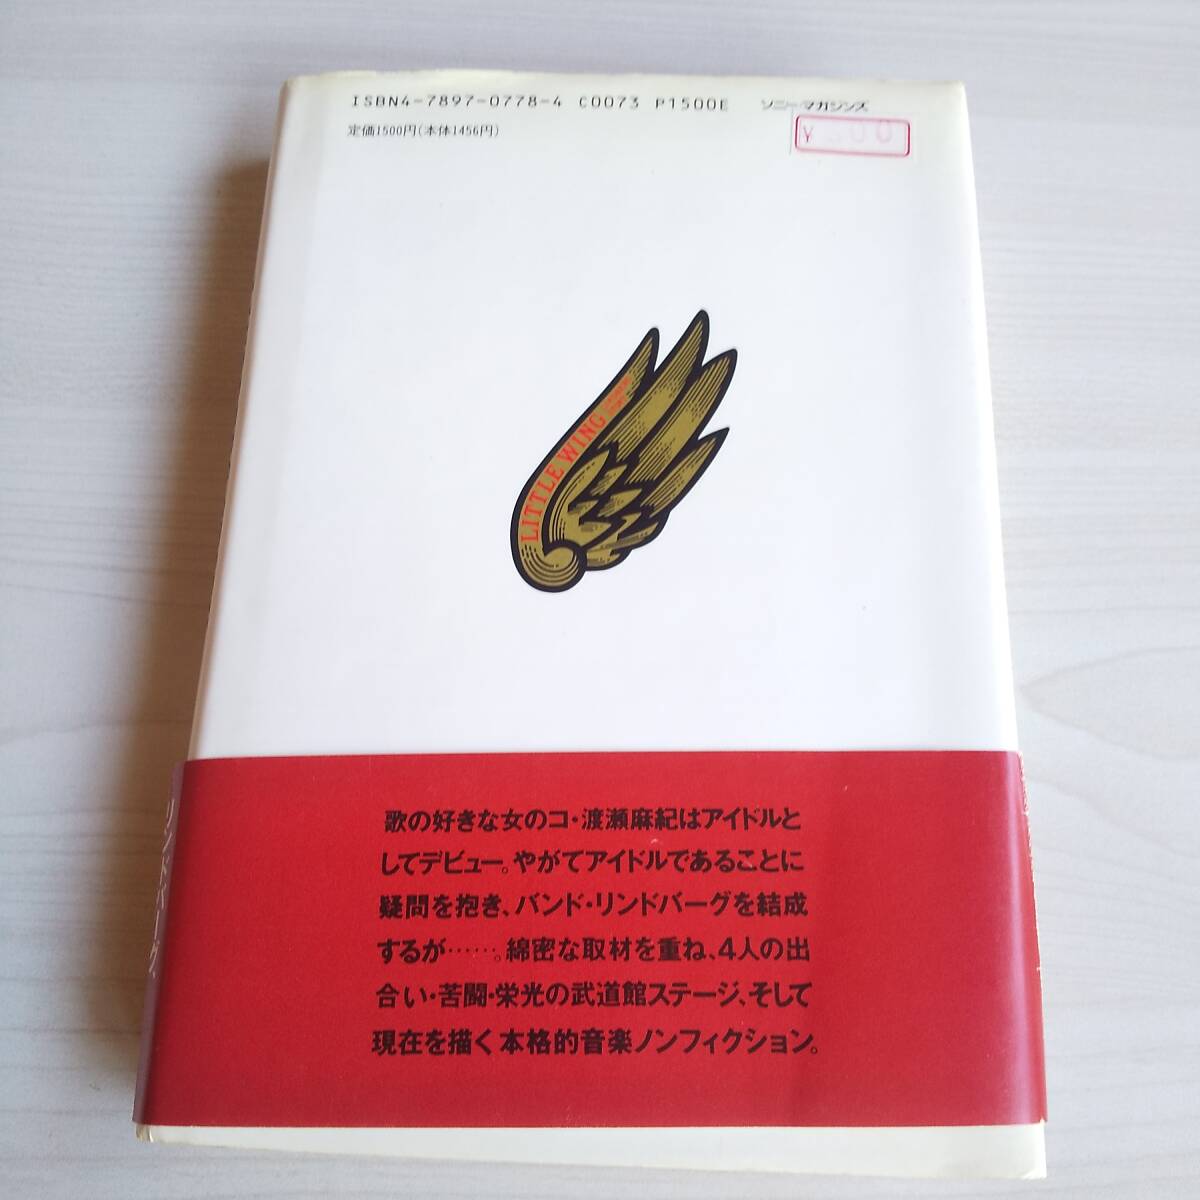 ISBN4-7897-0778-4 C0073 P1500E ソニー・マガジンズ
定価1500円(本体1456円)
¥ 00
LITTLE WING
歌の好きな女のコ・渡瀬麻紀はアイドルと
してデビュー。やがてアイドルであることに
疑問を抱き、バンド・リンドバーグを結成
するが……。綿密な取材を重ね、4人の出
合い・苦闘・栄光の武道館ステージ、そして
現在を描く本格的音楽ノンフィクション。